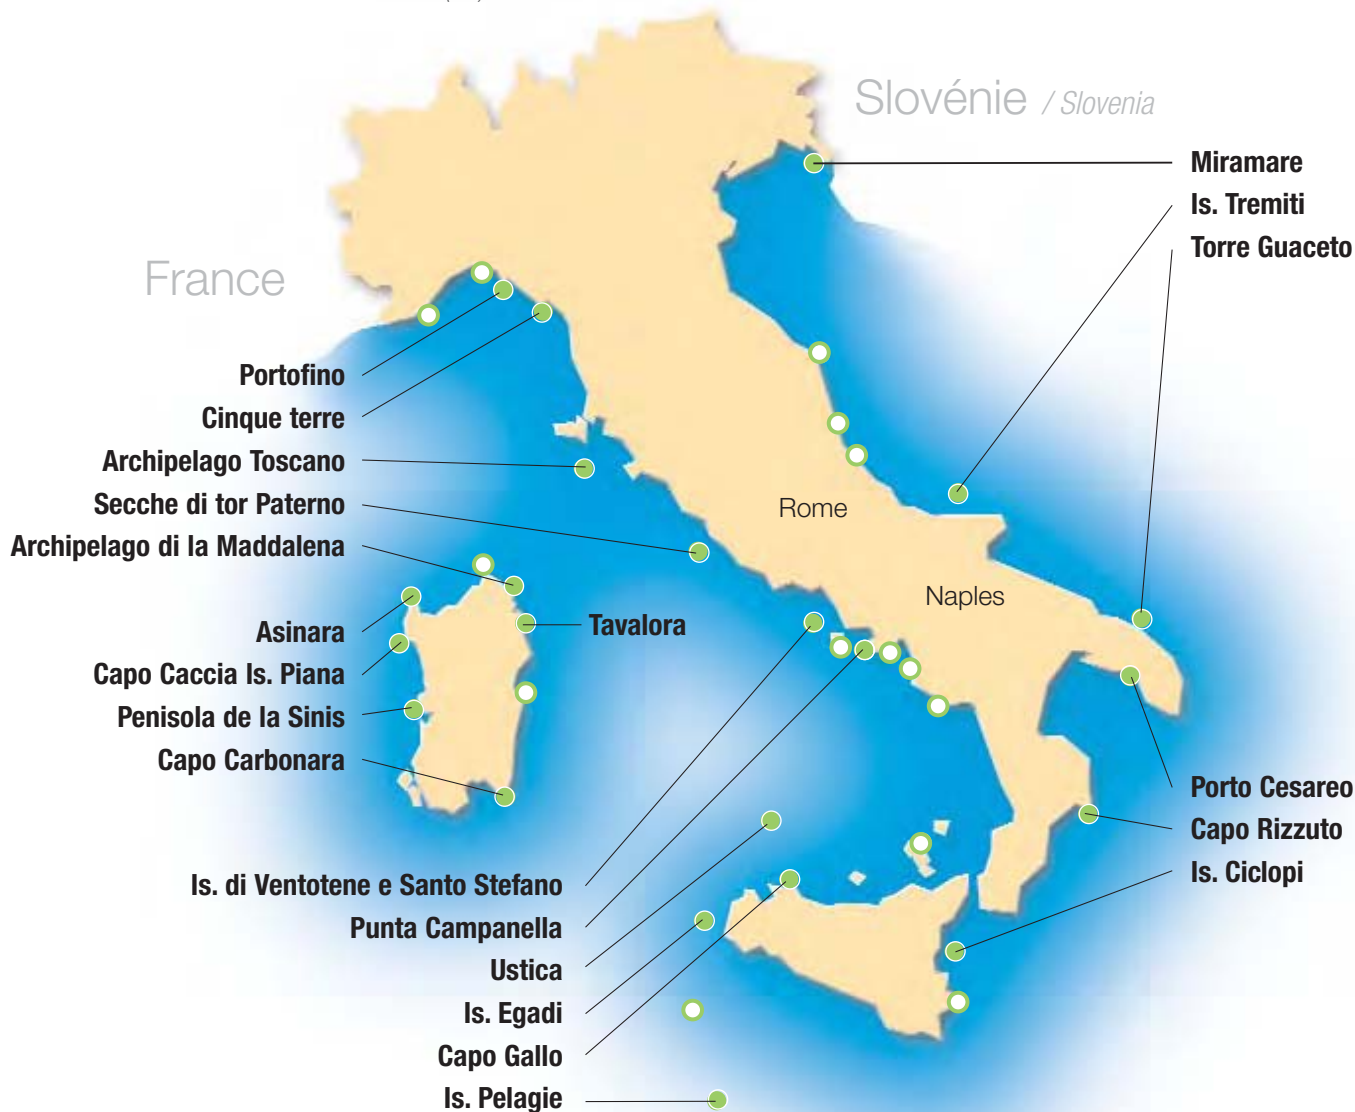 Slovénie / Slovenia
France
Miramare
Is. Tremiti
Torre Guaceto
Portofino
Cinque terre
Archipelago Toscano
Secche di tor Paterno
Archipelago di la Maddalena
Asinara
Capo Caccia Is. Piana
Penisola de la Sinis
Capo Carbonara
Tavalora
Rome
Naples
Is. di Ventotene e Santo Stefano
Punta Campanella
Ustica
Is. Egadi
Capo Gallo
Is. Pelagie
Porto Cesareo
Capo Rizzuto
Is. Ciclopi